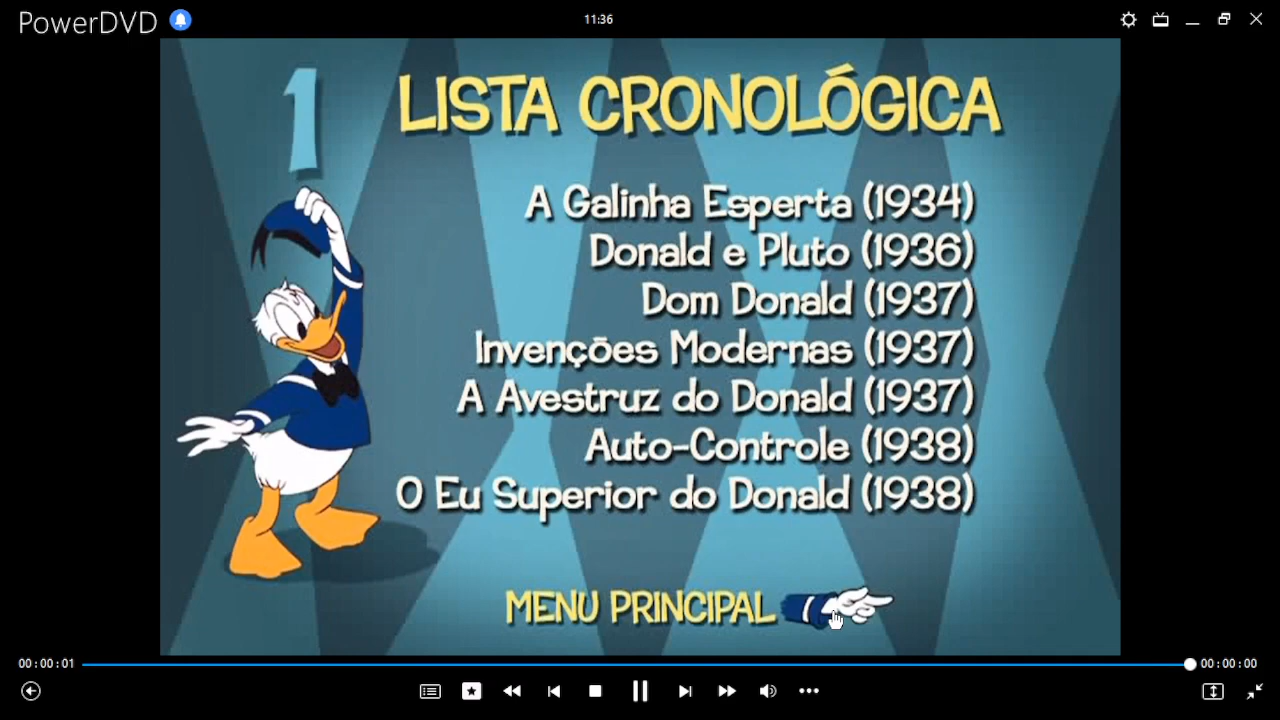 PowerDVD
11:36
1
LISTA CRONOLÓGICA
A Galinha Esperta (1934)
Donald e Pluto (1936)
Dom Donald (1937)
Invenções Modernas (1937)
A Avestruz do Donald (1937)
Auto-Controle (1938)
O Eu Superior do Donald (1938)
MENU PRINCIPAL
00:00:01
00:00:00